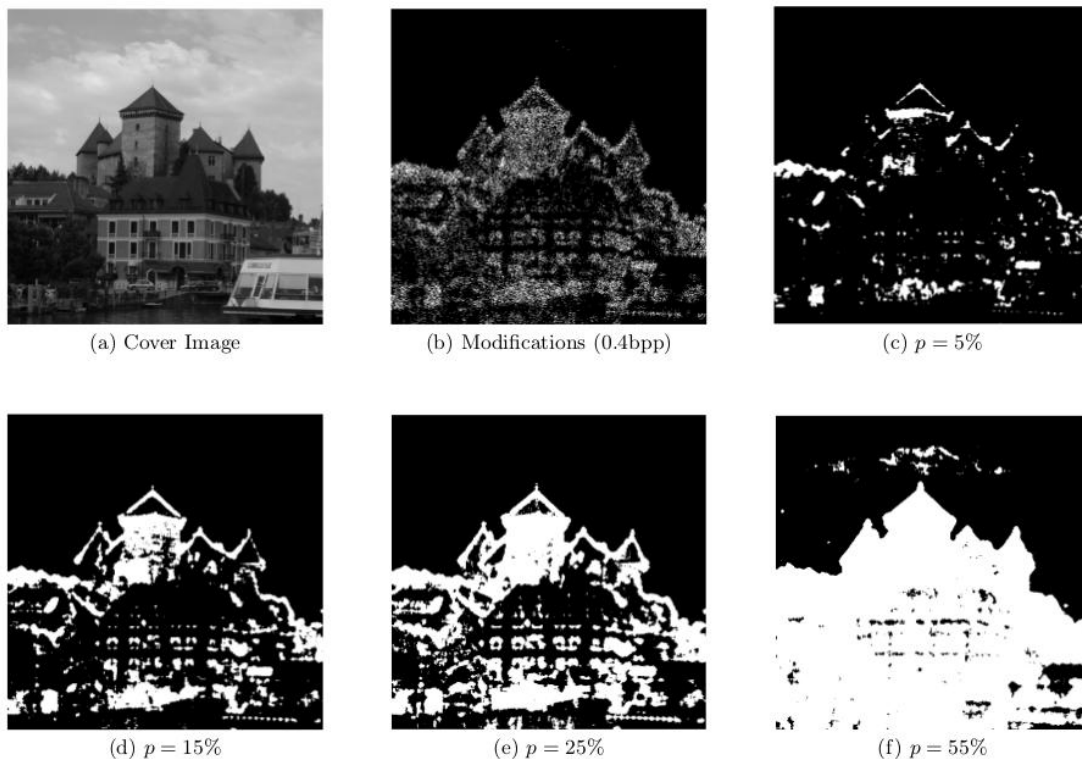 (a) Cover Image
(b) Modifications (0.4bpp)
(c) p = 5%
(d) p = 15%
(e) p = 25%
(f) p = 55%